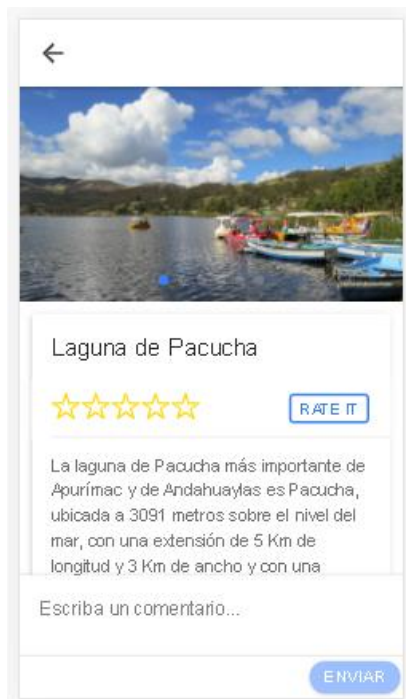 Laguna de Pacucha
RATE IT
La laguna de Pacucha más importante de
Apurímac y de Andahuaylas es Pacucha,
ubicada a 3091 metros sobre el nivel del
mar, con una extensión de 5 Km de
longitud y 3 Km de ancho y con una
Escriba un comentario...
ENVIAR